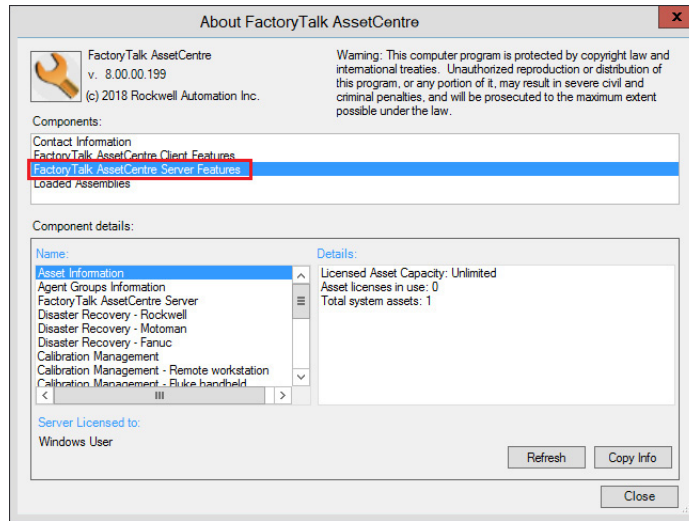 About FactoryTalk AssetCentre
x
FactoryTalk AssetCentre
v. 8.00.00.199
(c) 2018 Rockwell Automation Inc.
Warning: This computer program is protected by copyright law and
international treaties. Unauthorized reproduction or distribution of
this program, or any portion of it, may result in severe civil and
criminal penalties, and will be prosecuted to the maximum extent
possible under the law.
Components:
Contact Information
FactoryTalk AssetCentre Client Features
FactoryTalk AssetCentre Server Features
Loaded Assemblies
Component details:
Name:
Asset Information
Agent Groups Information
FactoryTalk AssetCentre Server
Disaster Recovery - Rockwell
Disaster Recovery - Motoman
Disaster Recovery - Fanuc
Calibration Management
Calibration Management - Remote workstation
Calibration Management - Fluke handheld
Details:
Licensed Asset Capacity: Unlimited
Asset licenses in use: 0
Total system assets: 1
Server Licensed to:
Windows User
Refresh
Copy Info
Close